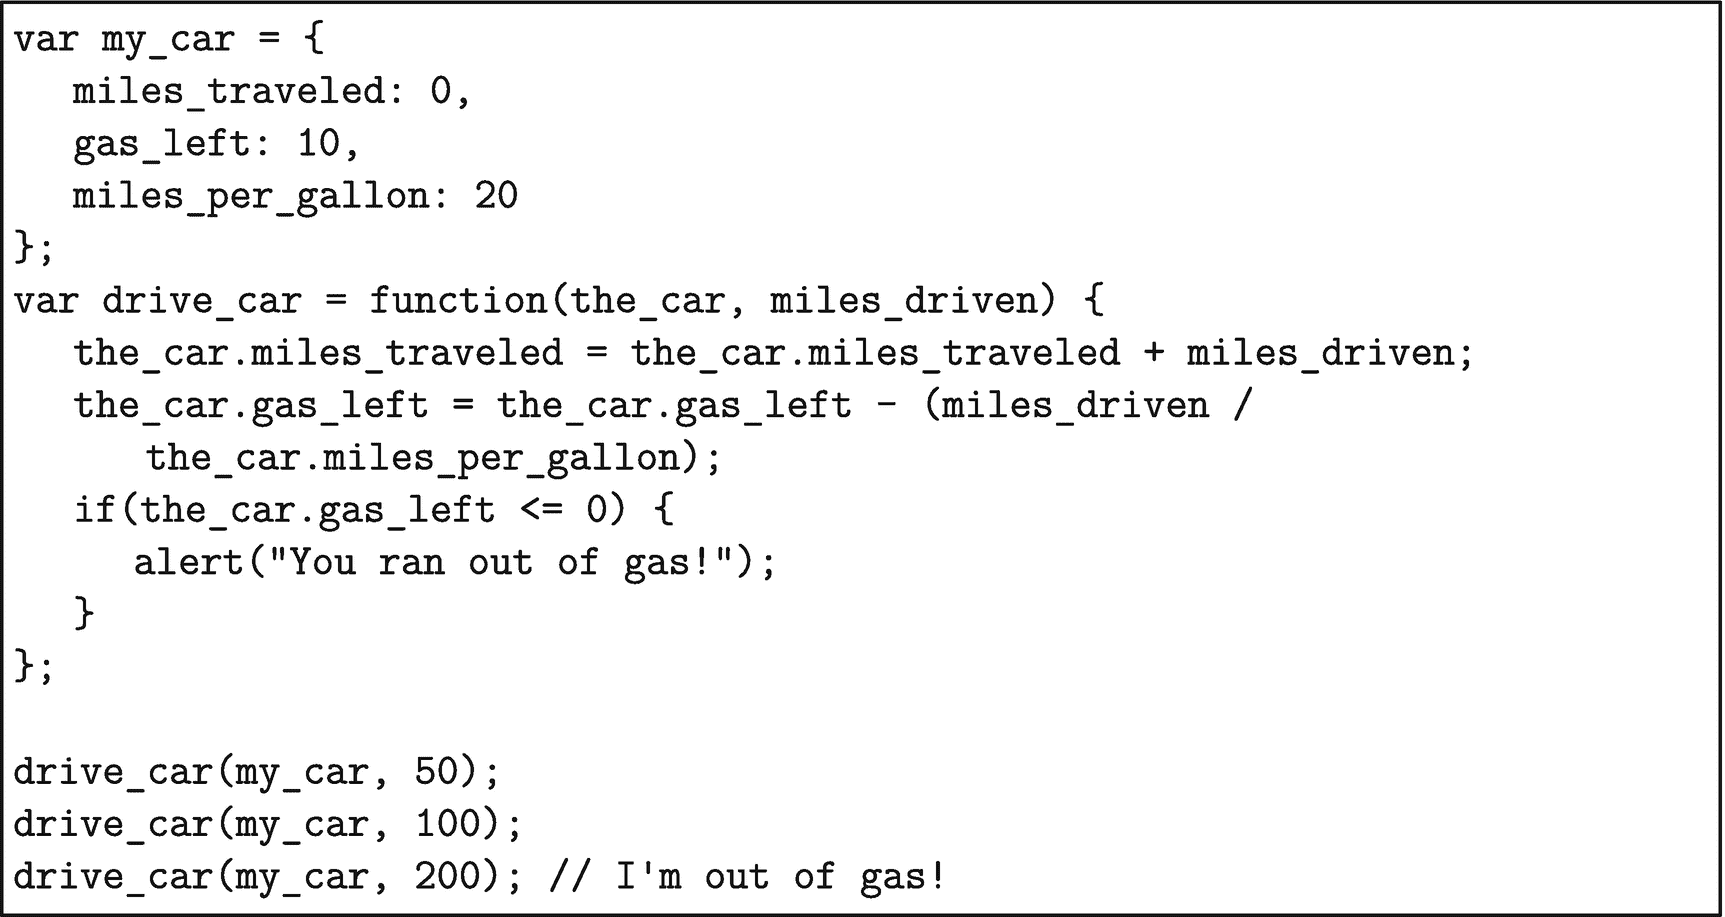 var my_car = {
   miles_traveled: 0,
   gas_left: 10,
   miles_per_gallon: 20
};
var drive_car = function(the_car, miles_driven) {
   the_car.miles_traveled = the_car.miles_traveled + miles_driven;
   the_car.gas_left = the_car.gas_left - (miles_driven /
      the_car.miles_per_gallon);
   if(the_car.gas_left <= 0) {
      alert("You ran out of gas!");
   }
};

drive_car(my_car, 50);
drive_car(my_car, 100);
drive_car(my_car, 200); // I'm out of gas!